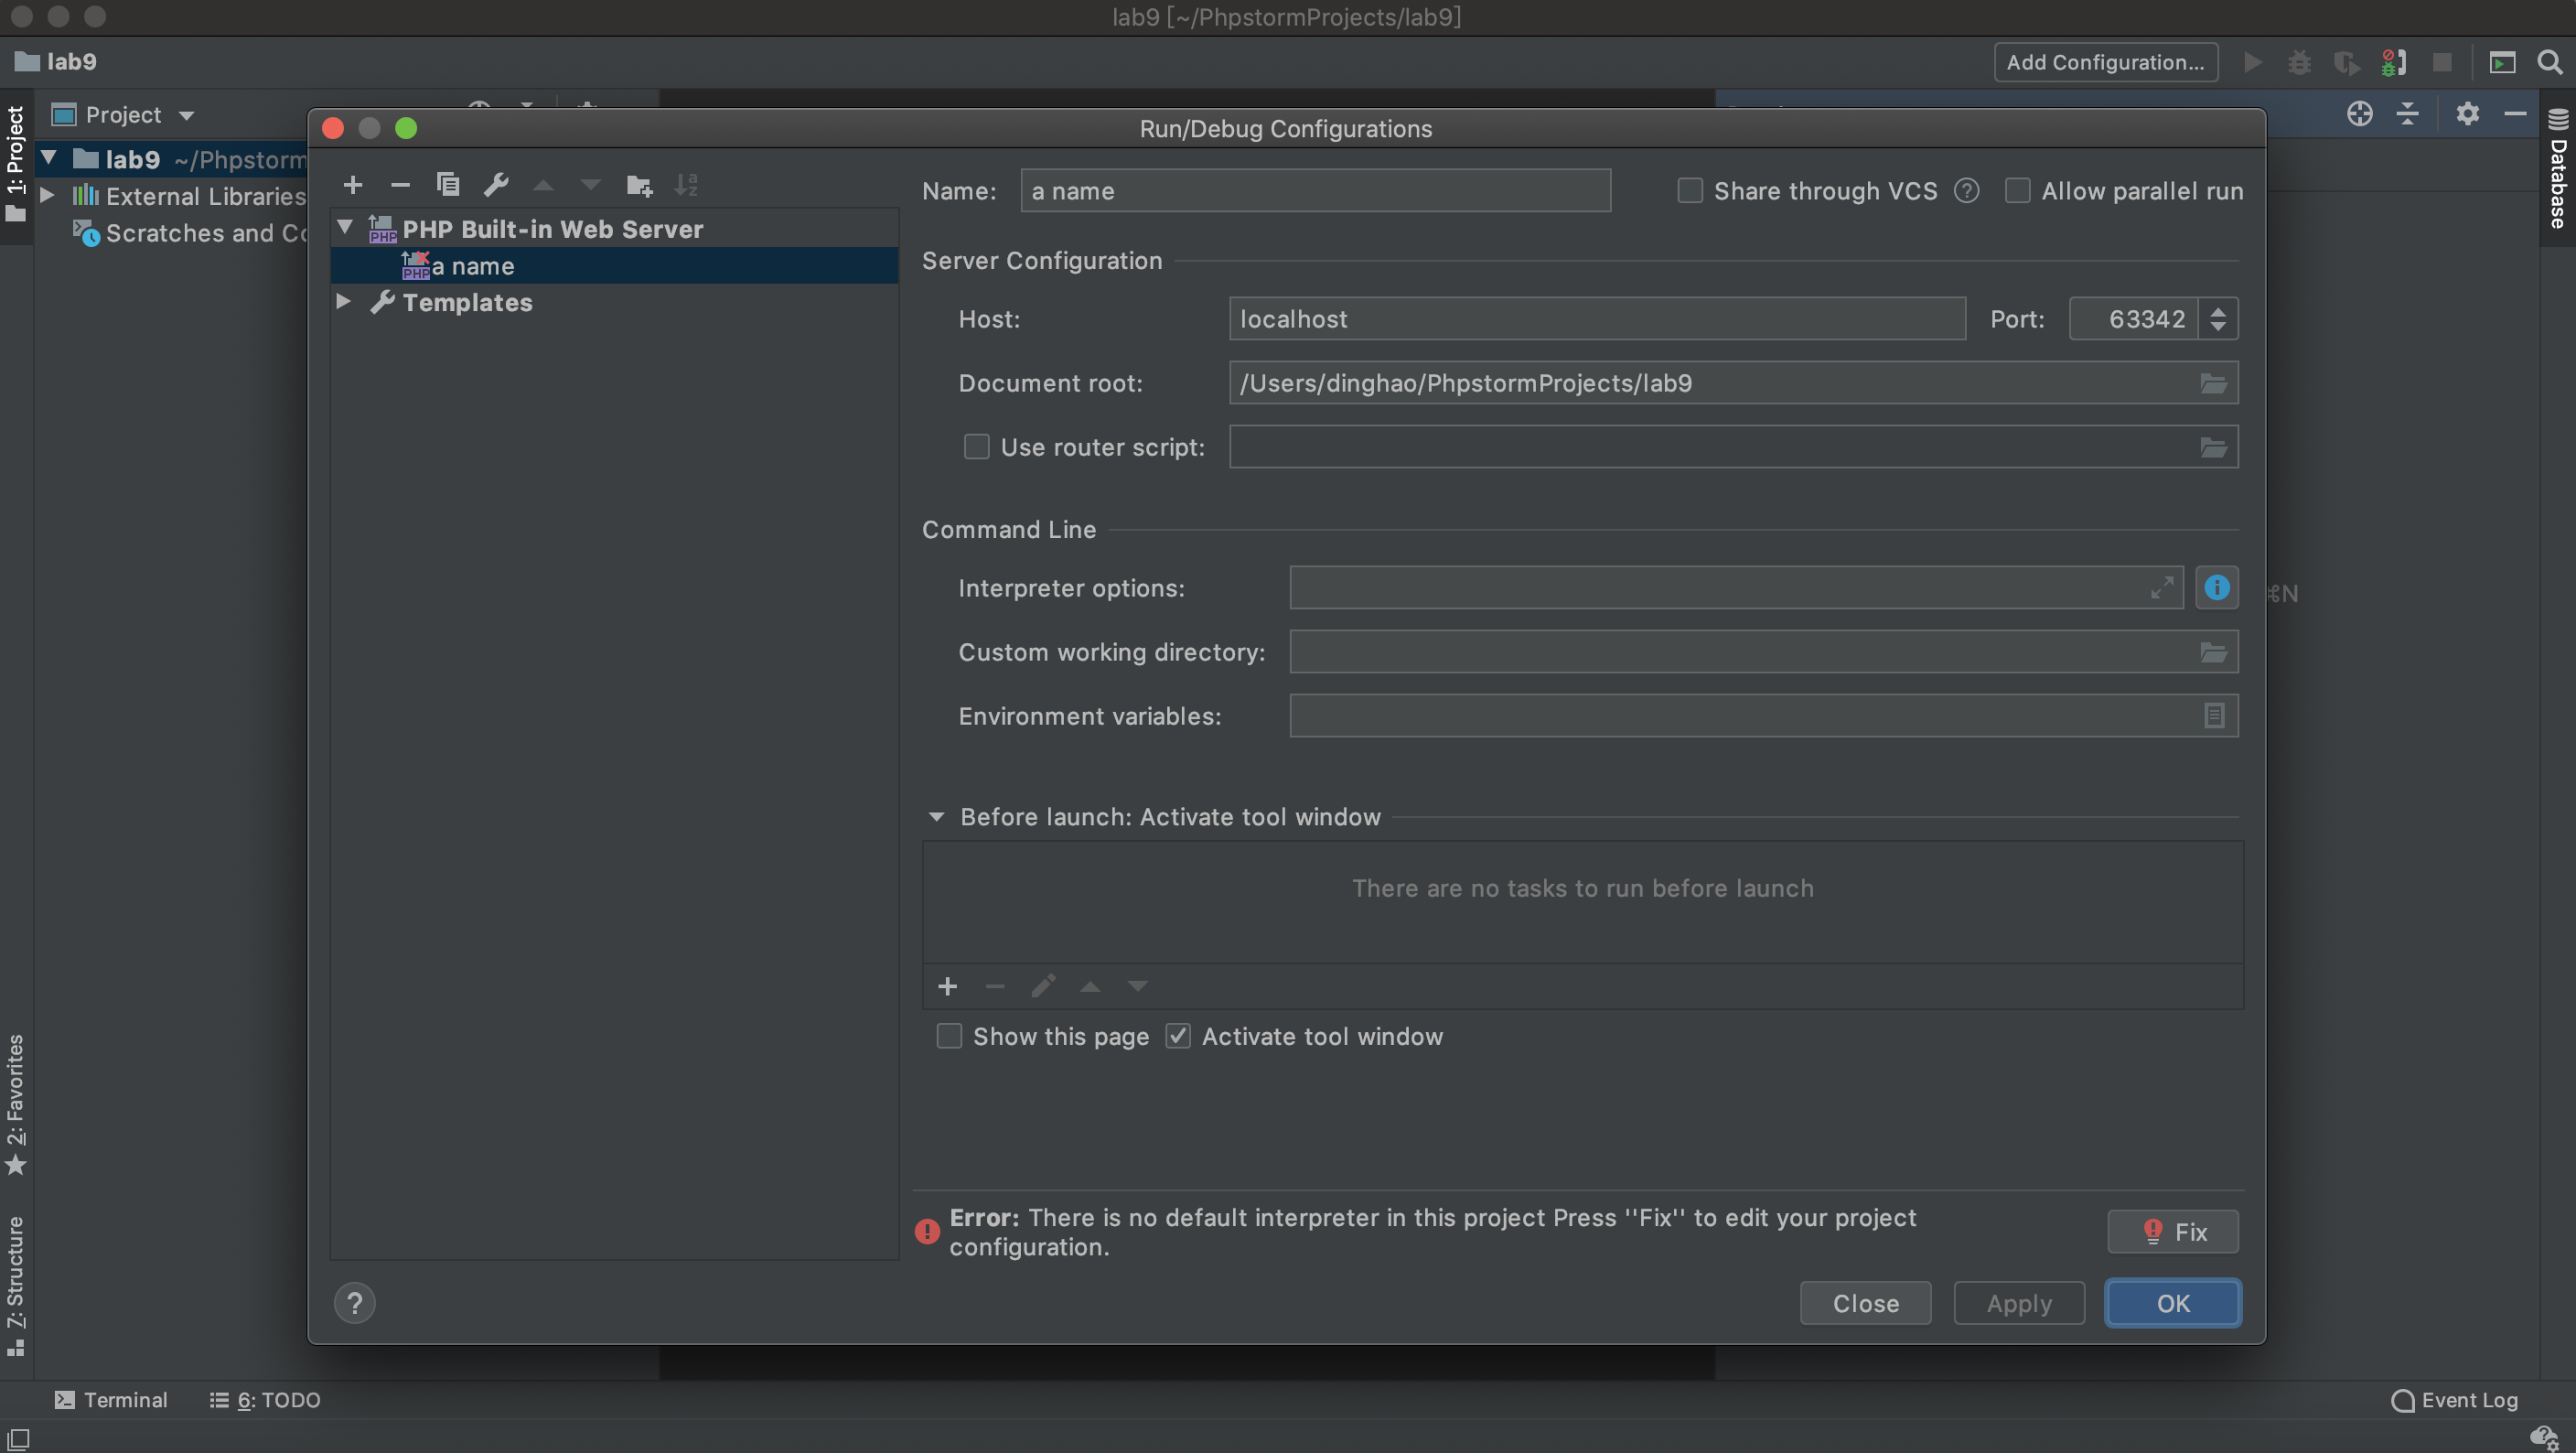 lab9 [~/PhpstormProjects/lab9]
lab9
Add Configuration...
1: Project
Project
lab9 ~/Phpstorm
External Libraries
Scratches and Co
Database
Run/Debug Configurations
PHP Built-in Web Server
a name
Templates
Name: a name
Share through VCS
Allow parallel run
Server Configuration
Host: localhost
Port: 63342
Document root: /Users/dinghao/PhpstormProjects/lab9
Use router script:
Command Line
Interpreter options:
⌘N
Custom working directory:
Environment variables:
Before launch: Activate tool window
There are no tasks to run before launch
Show this page
Activate tool window
Error: There is no default interpreter in this project Press ''Fix'' to edit your project
configuration.
Fix
Close
Apply
OK
2: Favorites
7: Structure
Terminal
6: TODO
Event Log